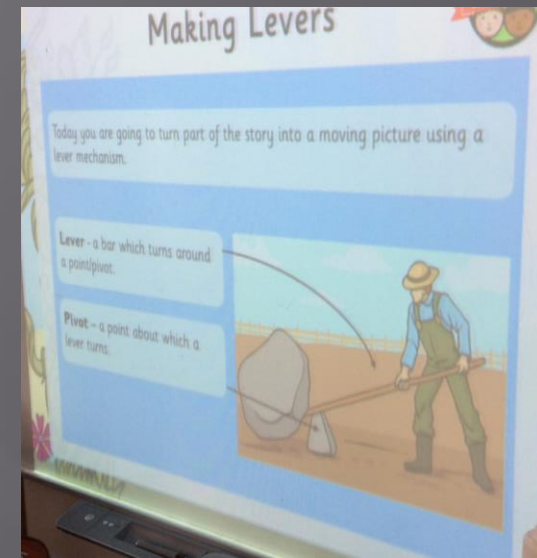 Making Levers
Today you are going to turn part of the story into a moving picture using a
lever mechanism.
Lever - a bar which turns around
a point/pivot.
Pivot - a point about which a
lever turns.